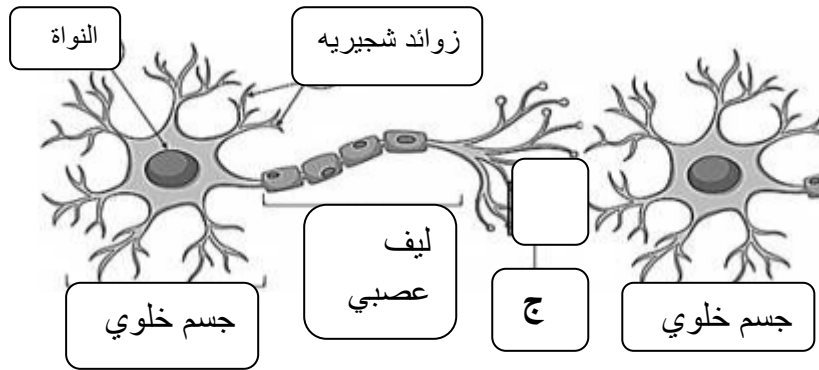 زوائد شجيريه
النواة
ليف
عصبي
ج
جسم خلوي
جسم خلوي